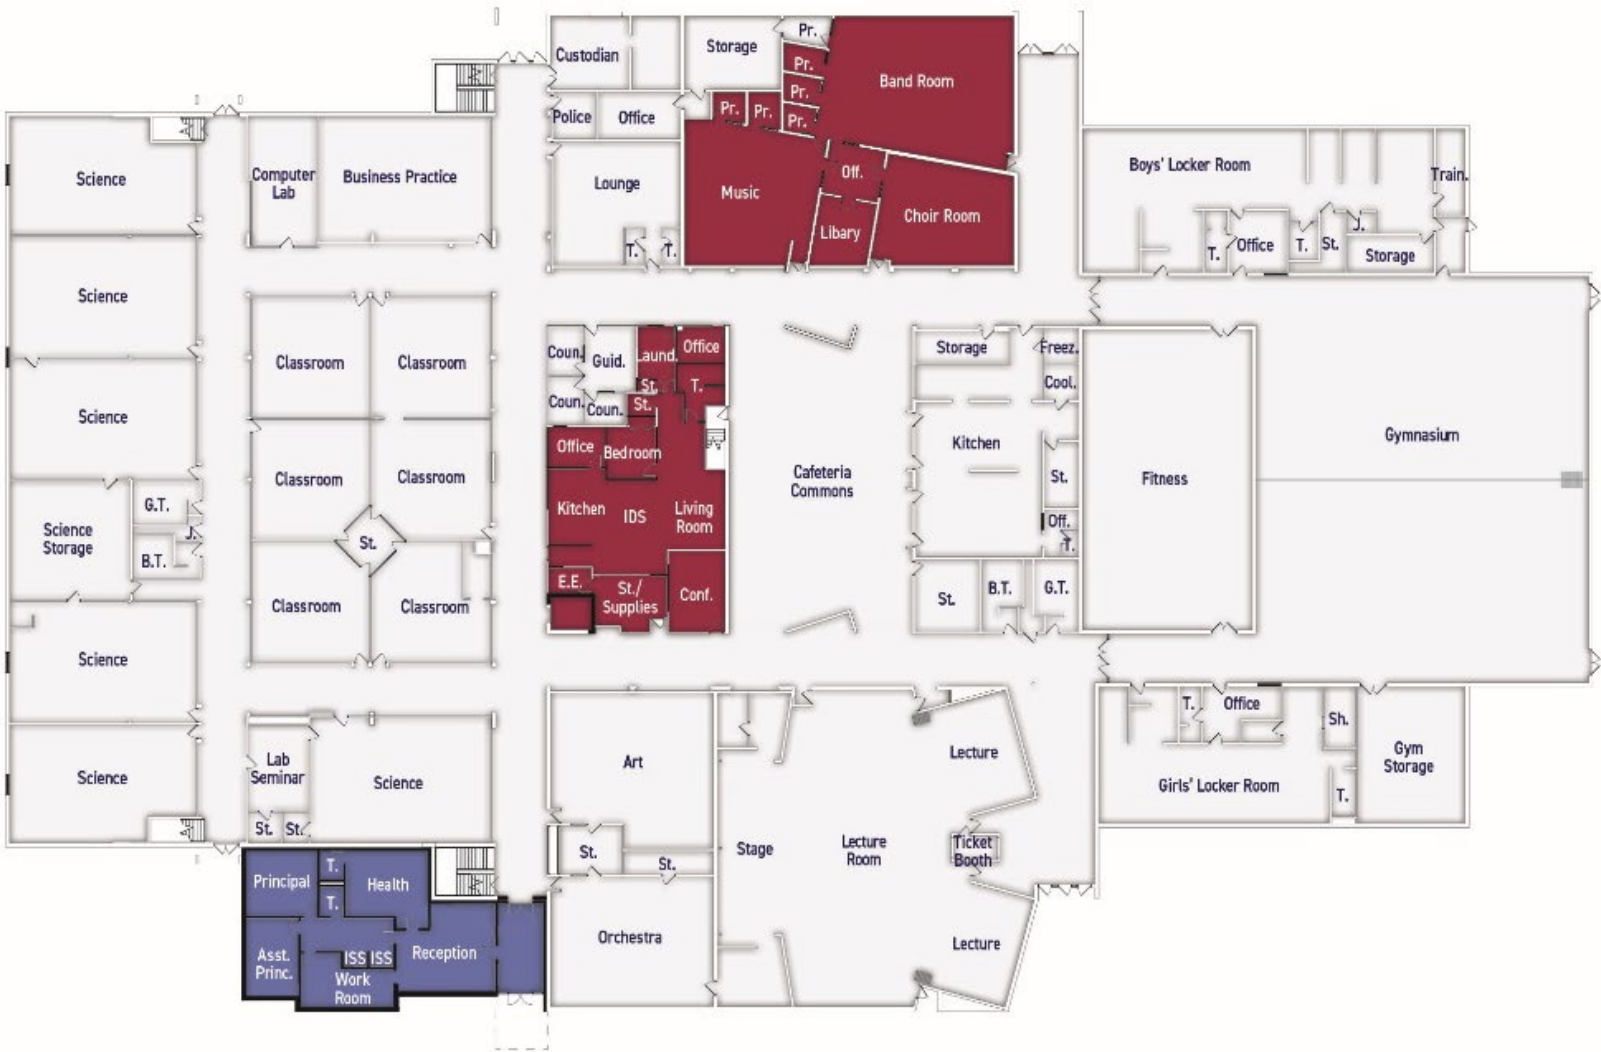 Custodian
Storage
Pr.
Pr.
Pr.
Pr.
Pr.
Pr.
Band Room
Police
Office
Science
Computer
Lab
Business Practice
Lounge
T.
T.
Music
Off.
Libary
Choir Room
Boys' Locker Room
Train.
T.
Office
T.
St.
J.
Storage
Science
Classroom
Classroom
Coun.
Guid.
Laund.
Office
St.
T.
Coun.
Coun.
St.
Storage
Freez.
Cool.
Science
Office
Bedroom
Kitchen
Gymnasium
Classroom
Classroom
Cafeteria
Commons
St.
Fitness
G.T.
Science
Storage
J.
B.T.
St.
Kitchen
IDS
Living
Room
Off.
T.
E.E.
St./
Supplies
Conf.
St.
B.T.
G.T.
Classroom
Classroom
Science
Science
Lab
Seminar
St.
St.
Science
Art
St.
St.
Stage
Lecture
Room
Lecture
Ticket
Booth
Lecture
T.
Office
Sh.
Girls' Locker Room
T.
Gym
Storage
Principal
T.
T.
Health
Asst.
Princ.
ISS
ISS
Work
Room
Reception
Orchestra